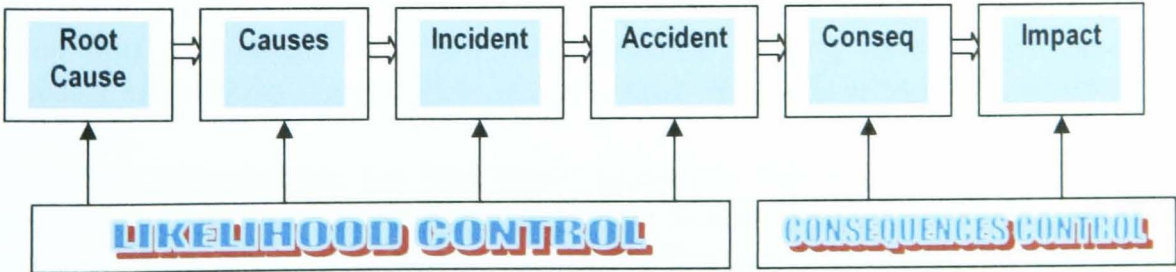 Root
Cause
Causes
Incident
Accident
Conseq
Impact
LIKELIHOOD CONTROL
CONSEQUENCES CONTROL